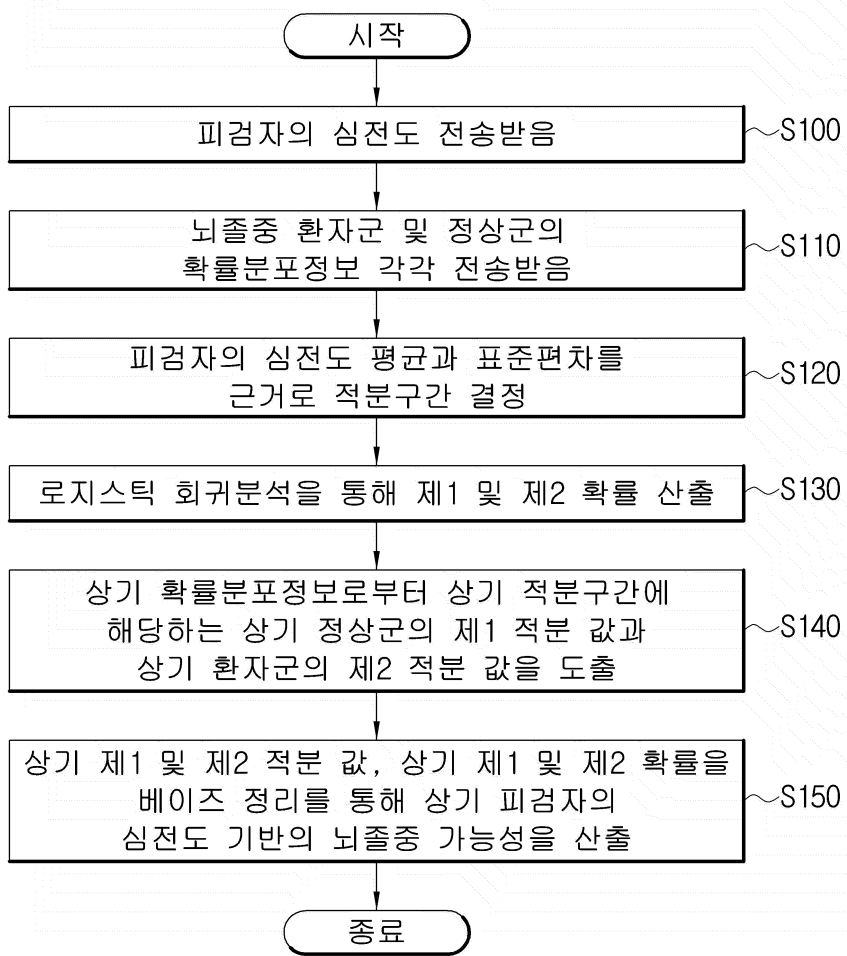 시작
피검자의 심전도 전송받음
S100
뇌졸중 환자군 및 정상군의
확률분포정보 각각 전송받음
S110
피검자의 심전도 평균과 표준편차를
근거로 적분구간 결정
S120
로지스틱 회귀분석을 통해 제1 및 제2 확률 산출
S130
상기 확률분포정보로부터 상기 적분구간에
해당하는 상기 정상군의 제1 적분 값과
상기 환자군의 제2 적분 값을 도출
S140
상기 제1 및 제2 적분 값, 상기 제1 및 제2 확률을
베이즈 정리를 통해 상기 피검자의
심전도 기반의 뇌졸중 가능성을 산출
S150
종료